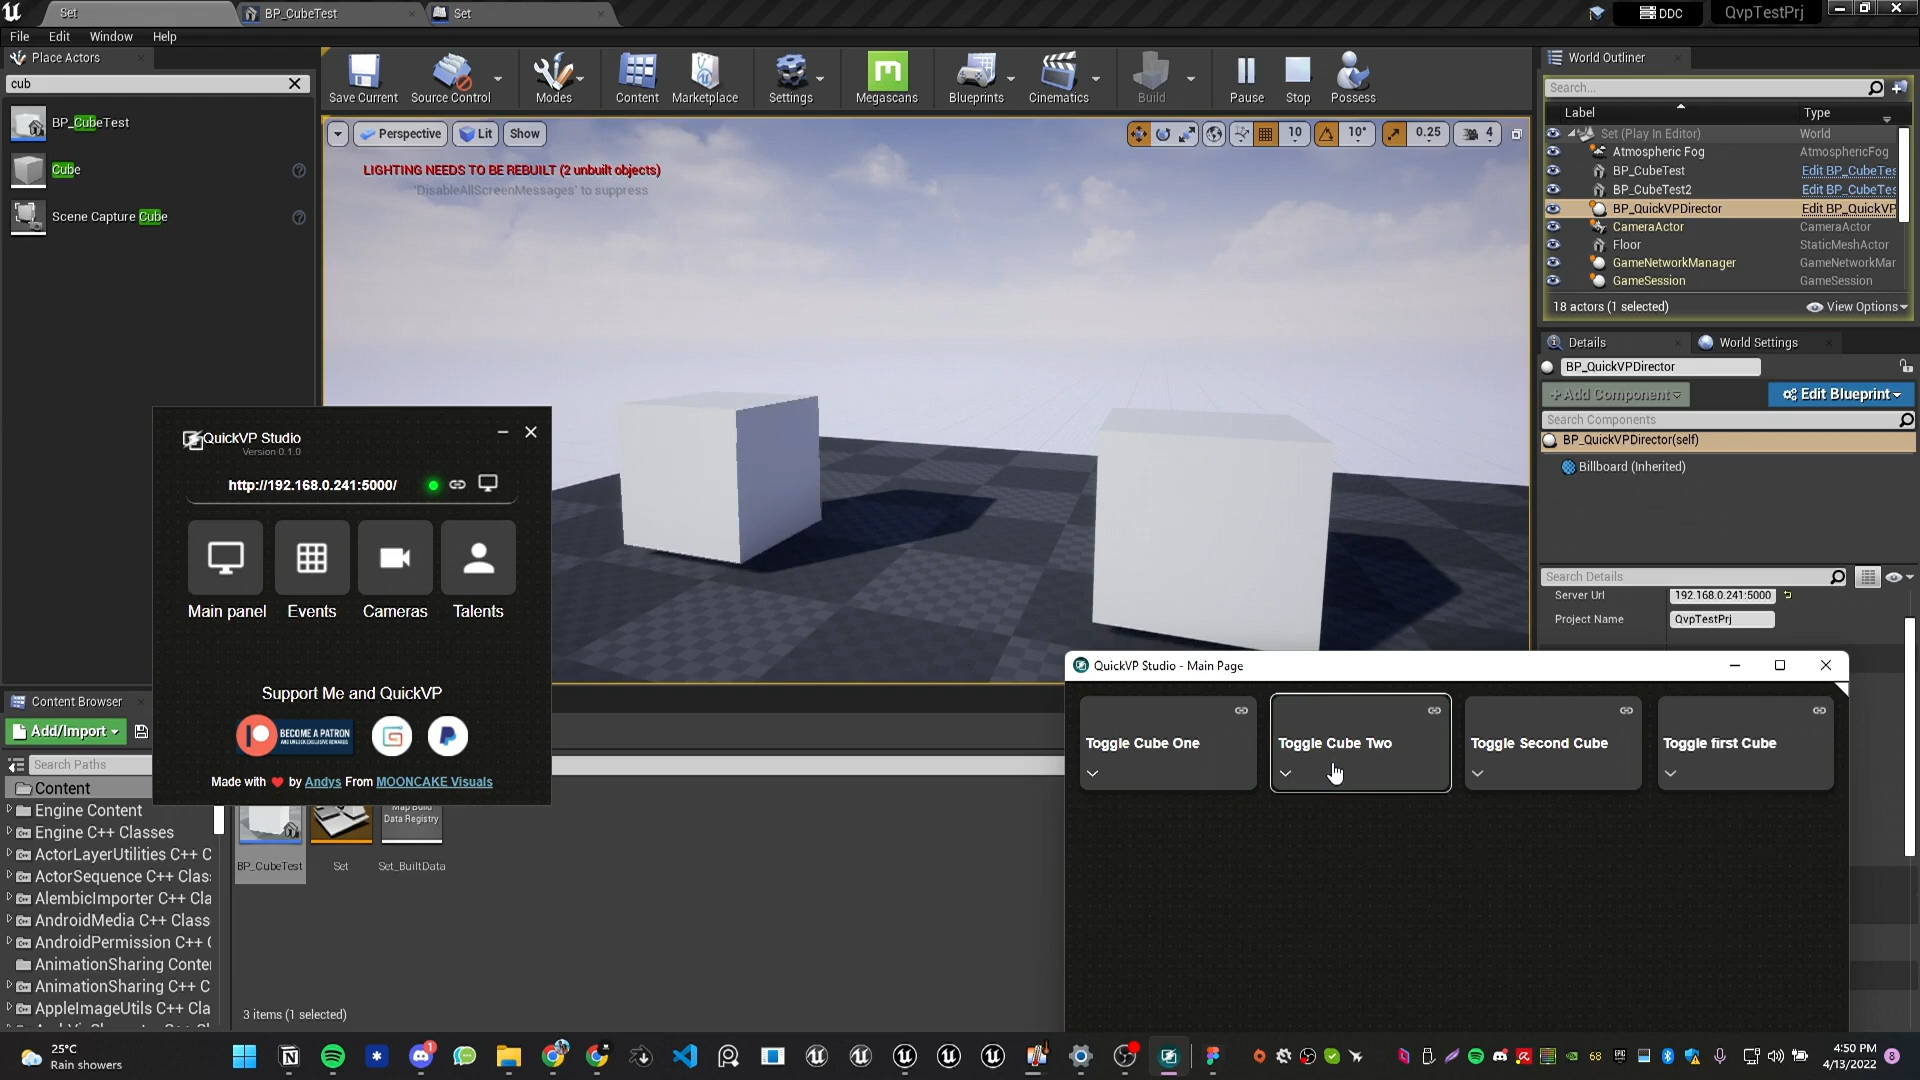 Set
BP_CubeTest
Set
DDC
QvpTestPrj
File
Edit
Window
Help
Place Actors
cub
BP_CubeTest
Cube
Scene Capture Cube
Save Current
Source Control
Modes
Content
Marketplace
Settings
Megascans
Blueprints
Cinematics
Build
Pause
Stop
Possess
Perspective
Lit
Show
10
10°
0.25
4
LIGHTING NEEDS TO BE REBUILT (2 unbuilt objects)
'DisableAllScreenMessages' to suppress
World Outliner
Search...
Label
Type
Set (Play In Editor)
World
Atmospheric Fog
AtmosphericFog
BP_CubeTest
Edit BP_CubeTes
BP_CubeTest2
Edit BP_CubeTes
BP_QuickVPDirector
Edit BP_QuickVP
CameraActor
CameraActor
Floor
StaticMeshActor
GameNetworkManager
GameNetworkMar
GameSession
GameSession
18 actors (1 selected)
View Options
Details
World Settings
BP_QuickVPDirector
+Add Component
Edit Blueprint
Search Components
BP_QuickVPDirector(self)
Billboard (Inherited)
Search Details
Server Url
192.168.0.241:5000
Project Name
QvpTestPrj
QuickVP Studio
Version 0.1.0
http://192.168.0.241:5000/
Main panel
Events
Cameras
Talents
Support Me and QuickVP
BECOME A PATRON
AND UNLOCK EXCLUSIVE REWARDS
Made with ❤ by Andys From MOONCAKE Visuals
QuickVP Studio - Main Page
Toggle Cube One
Toggle Cube Two
Toggle Second Cube
Toggle first Cube
Content Browser
Add/Import
Search Paths
Content
Engine Content
Engine C++ Classes
ActorLayerUtilities C++ C
ActorSequence C++ Clas
AlembicImporter C++ Cla
AndroidMedia C++ Class
AndroidPermission C++ C
AnimationSharing Conte
AnimationSharing C++ C
AppleImageUtils C++ Cla
Map Build
Data Registry
BP_CubeTest
Set
Set_BuiltData
3 items (1 selected)
25°C
Rain showers
1
68
4:50 PM
4/13/2022
8